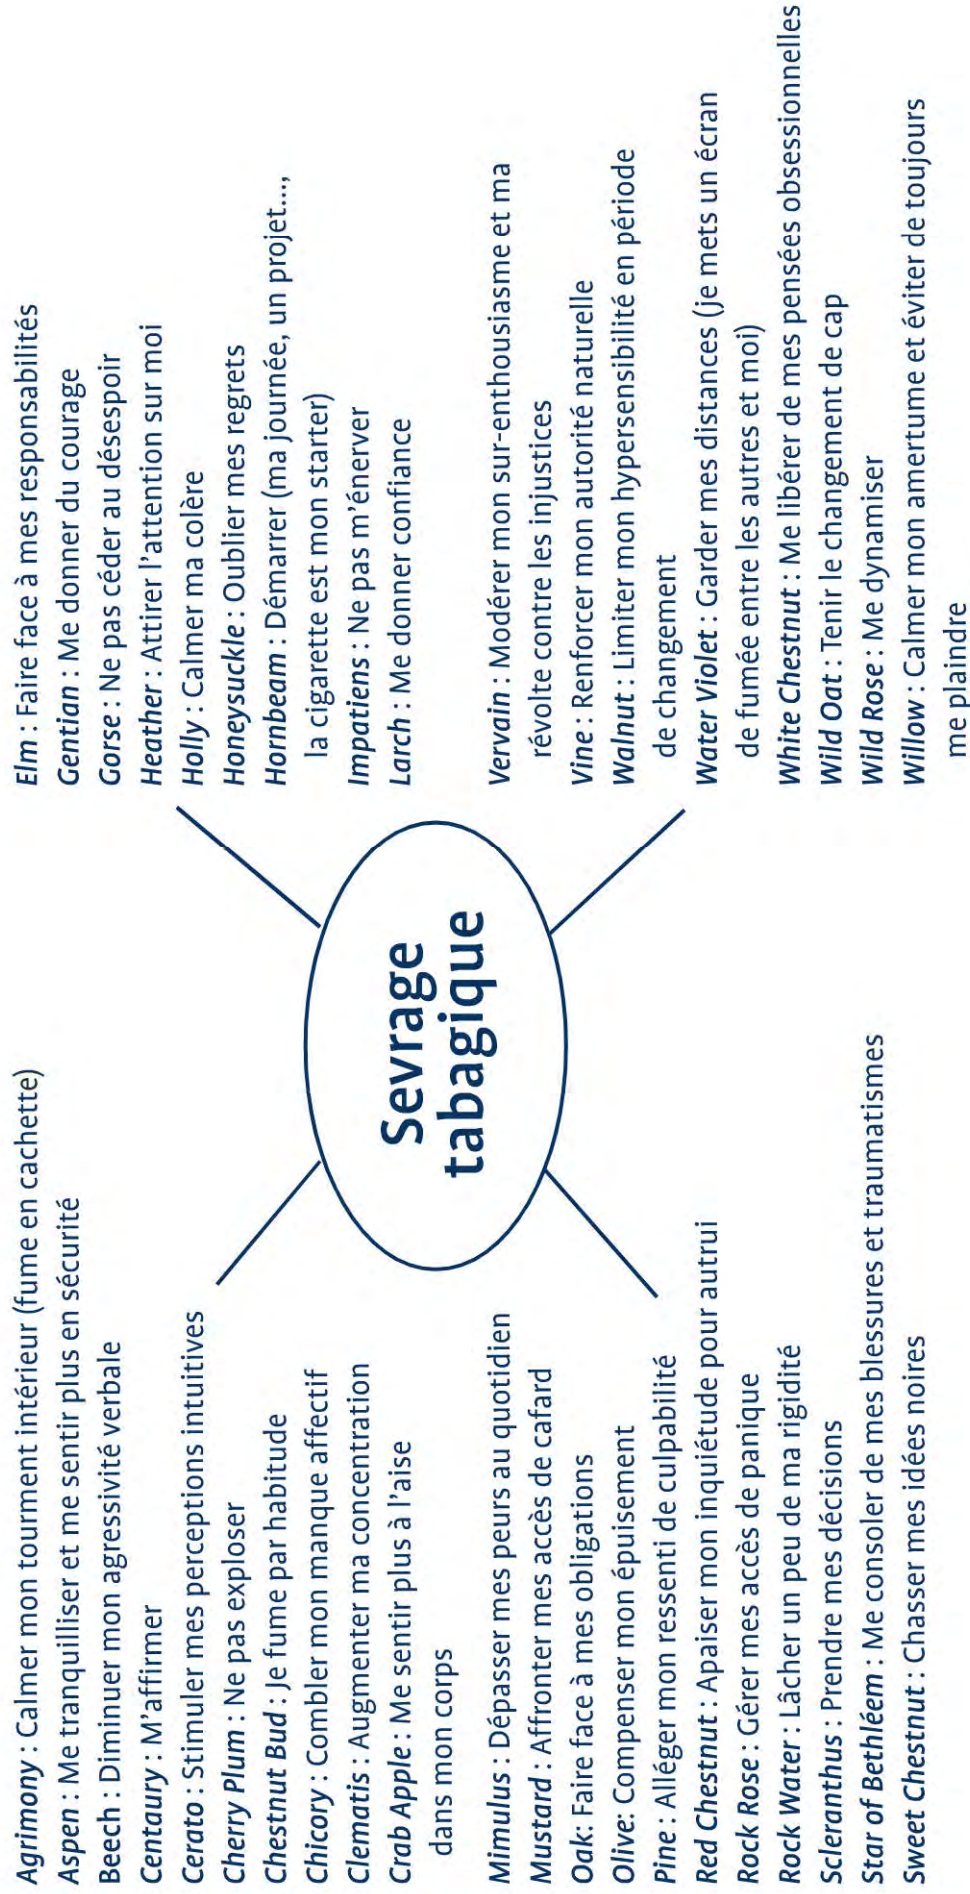 Agrimony : Calmer mon tourment intérieur (fume en cachette)
Aspen : Me tranquiliser et me sentir plus en sécurité
Beech : Diminuer mon agressivité verbale
Centaury : M'affirmer
Cerato : Stimuler mes perceptions intuitives
Cherry Plum : Ne pas exploser
Chestnut Bud : Je fume par habitude
Chicory : Combler mon manque affectif
Clematis : Augmenter ma concentration
Crab Apple : Me sentir plus à l'aise
dans mon corps
Elm : Faire face à mes responsabilités
Gentian : Me donner du courage
Gorse : Ne pas céder au désespoir
Heather : Attirer l'attention sur moi
Holly : Calmer ma colère
Honeysuckle : Oublier mes regrets
Hornbeam : Démarrer (ma journée, un projet...,
la cigarette est mon starter)
Impatiens : Ne pas m'énerver
Larch : Me donner confiance
Sevrage
tabagique
Mimulus : Dépasser mes peurs au quotidien
Mustard : Affronter mes accès de cafard
Oak: Faire face à mes obligations
Olive: Compenser mon épuisement
Pine : Alléger mon ressenti de culpabilité
Red Chestnut : Apaiser mon inquiétude pour autrui
Rock Rose : Gérer mes accès de panique
Rock Water : Lâcher un peu de ma rigidité
Scleranthus : Prendre mes décisions
Star of Bethléem : Me consoler de mes blessures et traumatismes
Sweet Chestnut : Chasser mes idées noires
Vervain : Modérer mon sur-enthousiasme et ma
révolte contre les injustices
Vine : Renforcer mon autorité naturelle
Walnut : Limiter mon hypersensibilité en période
de changement
Water Violet : Garder mes distances (je mets un écran
de fumée entre les autres et moi)
White Chestnut : Me libérer de mes pensées obsessionnelles
Wild Oat : Tenir le changement de cap
Wild Rose : Me dynamiser
Willow : Calmer mon amertume et éviter de toujours
me plaindre